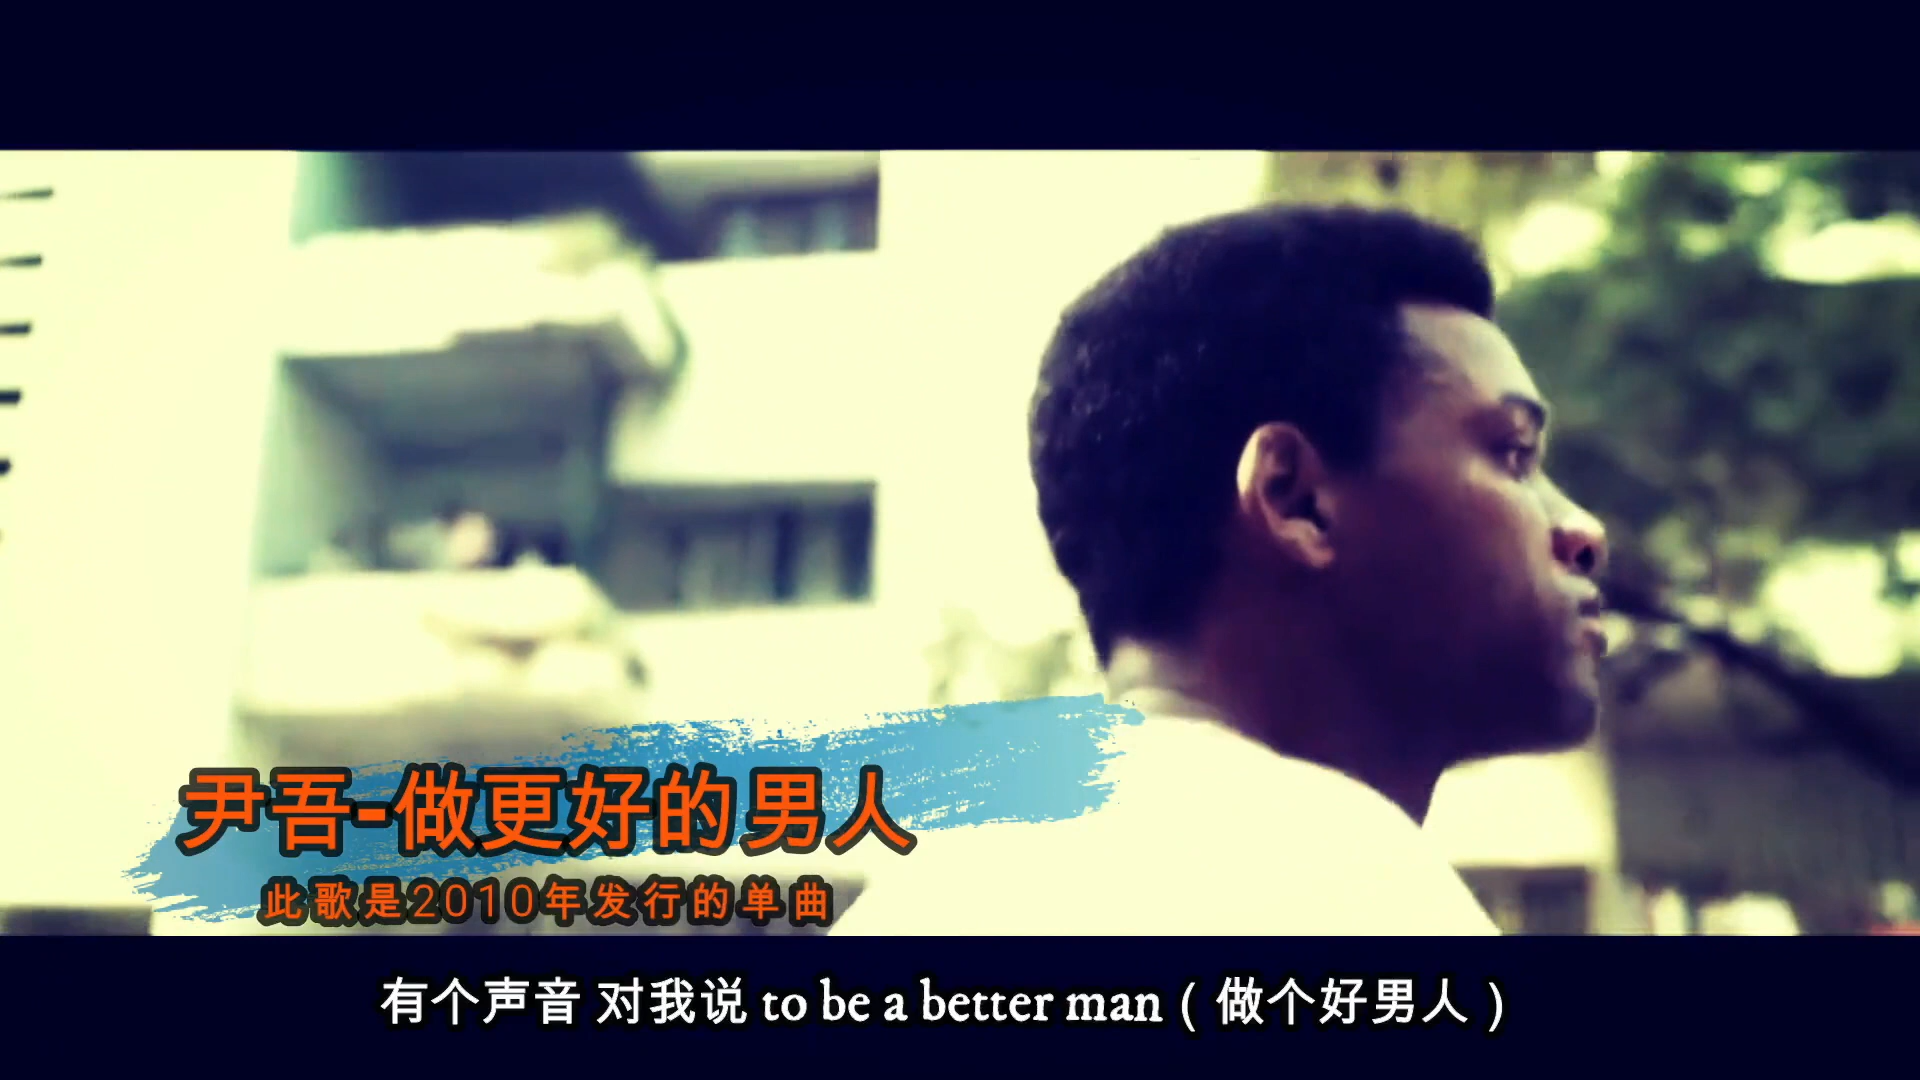 尹吾-做更好的男人
此歌是2010年发行的单曲
有个声音 对我说 to be a better man（做个好男人）